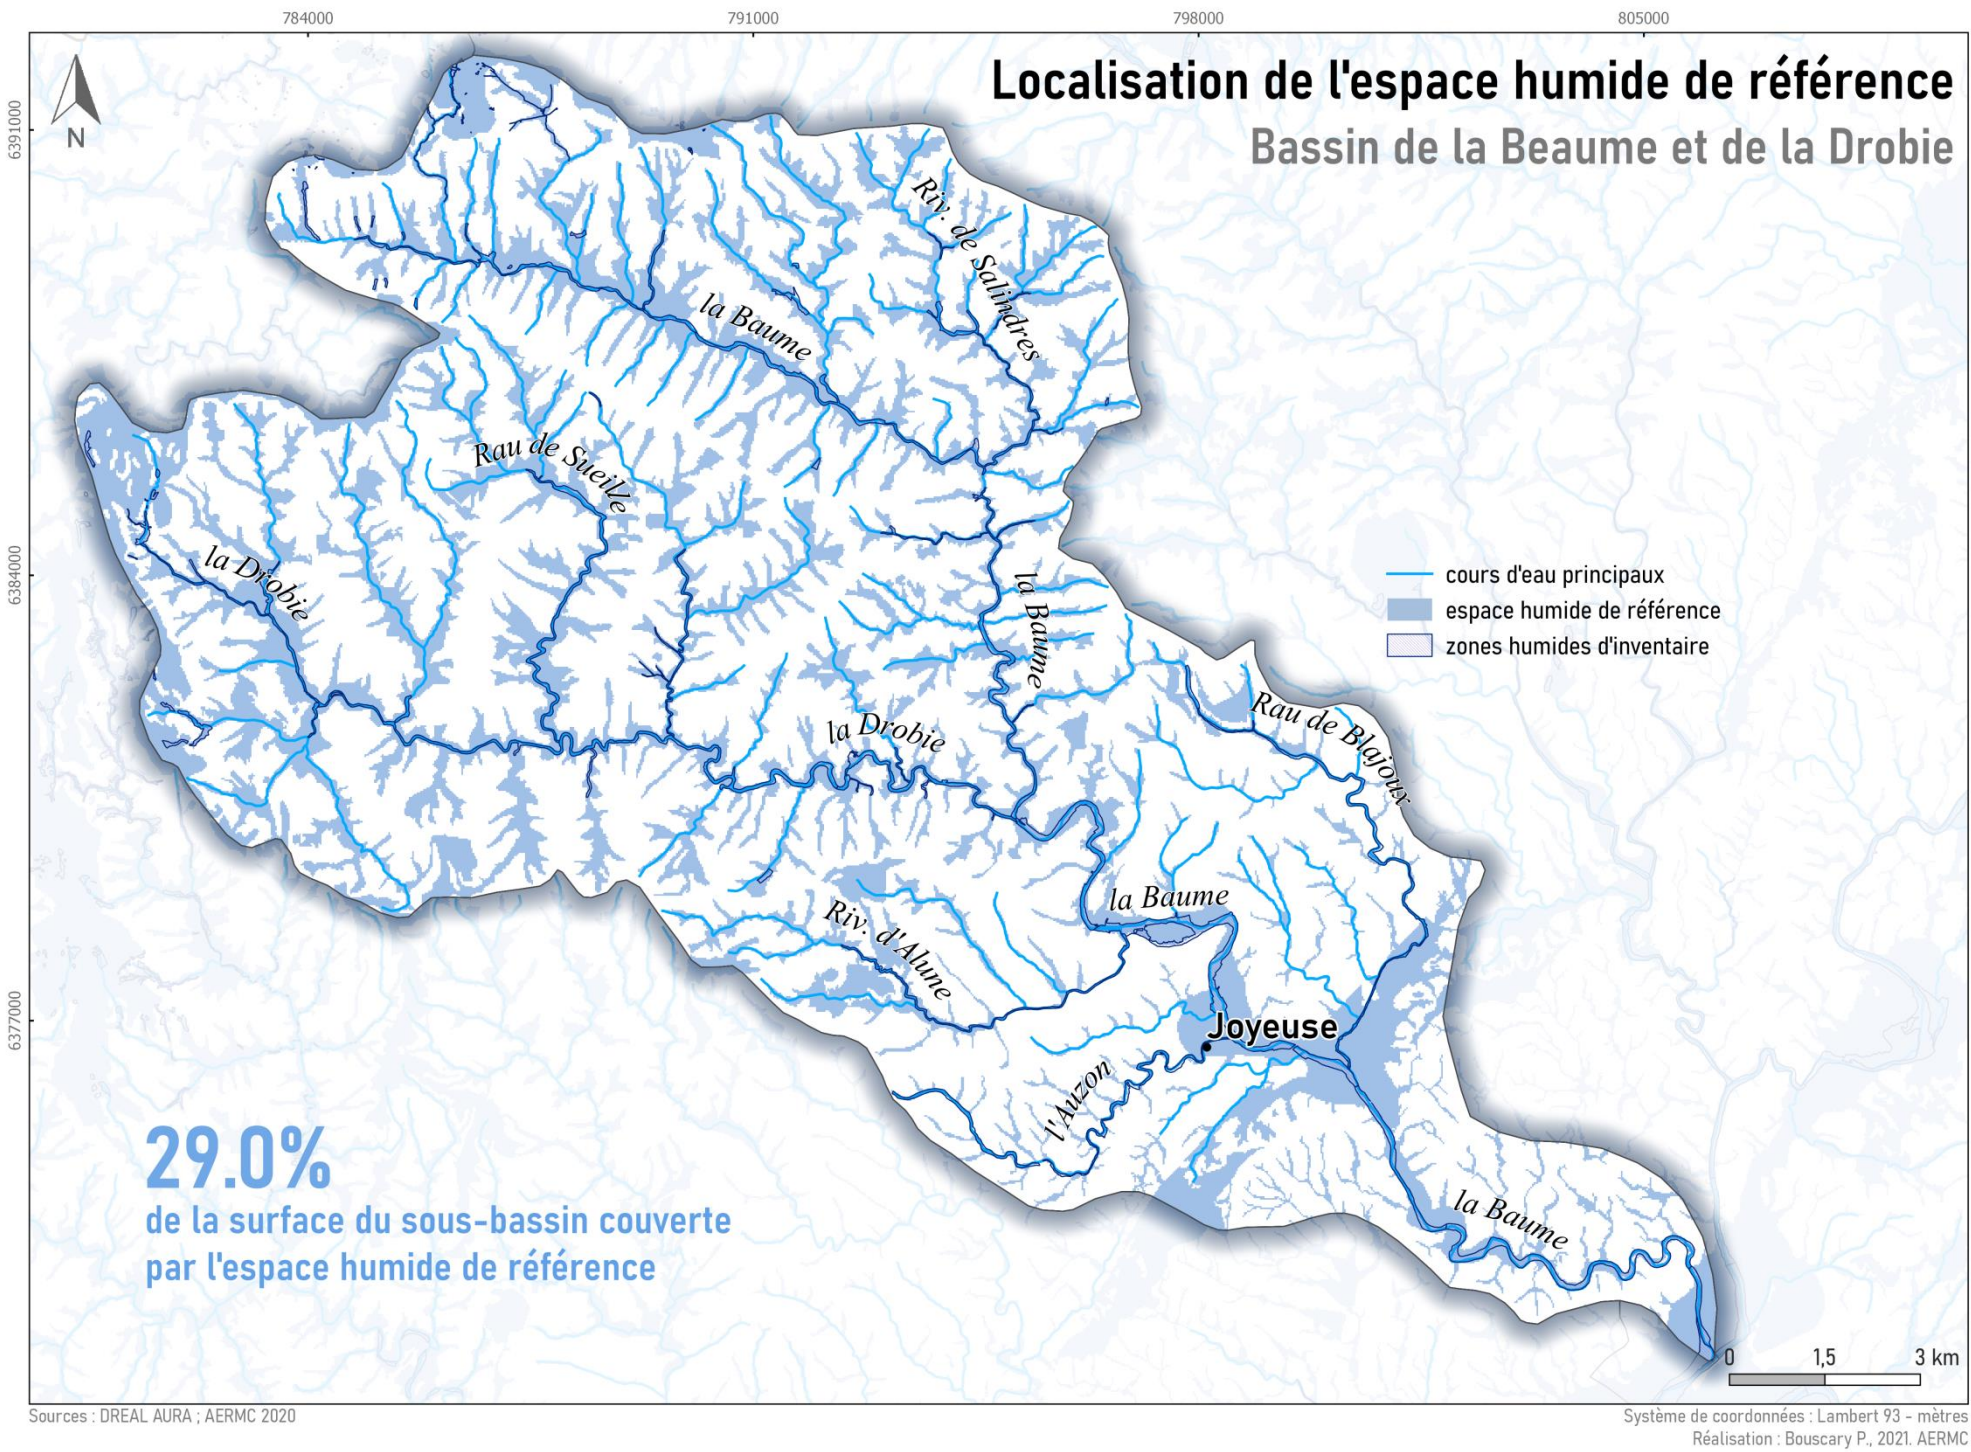 784000
791000
798000
805000
Localisation de l'espace humide de référence
Bassin de la Beaume et de la Drobie
N
6391000
6384000
6377000
Riv. de Salindres
la Baume
Rau de Sueille
la Drobie
la Baume
cours d'eau principaux
espace humide de référence
zones humides d'inventaire
la Drobie
Rau de Blajoux
la Baume
Riv. d'Alune
Joyeuse
l'Auzon
29.0%
de la surface du sous-bassin couverte
par l'espace humide de référence
la Baume
0 1,5 3 km
Sources : DREAL AURA ; AERMC 2020
Système de coordonnées : Lambert 93 - mètres
Réalisation : Bouscary P., 2021. AERMC